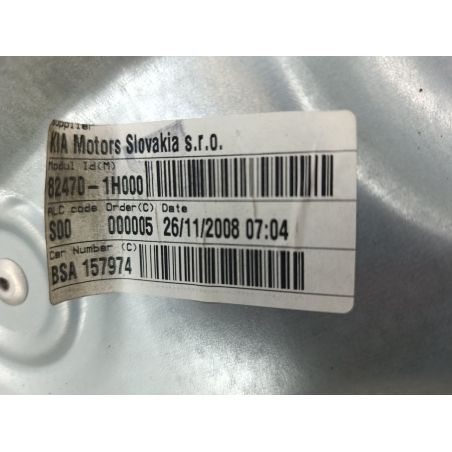 Supplier
KIA Motors Slovakia s.r.o.
Modul Id(M)
82470-1H000
ALC code Order(C) Date
S00 000005 26/11/2008 07:04
Car Number (C)
BSA 157974